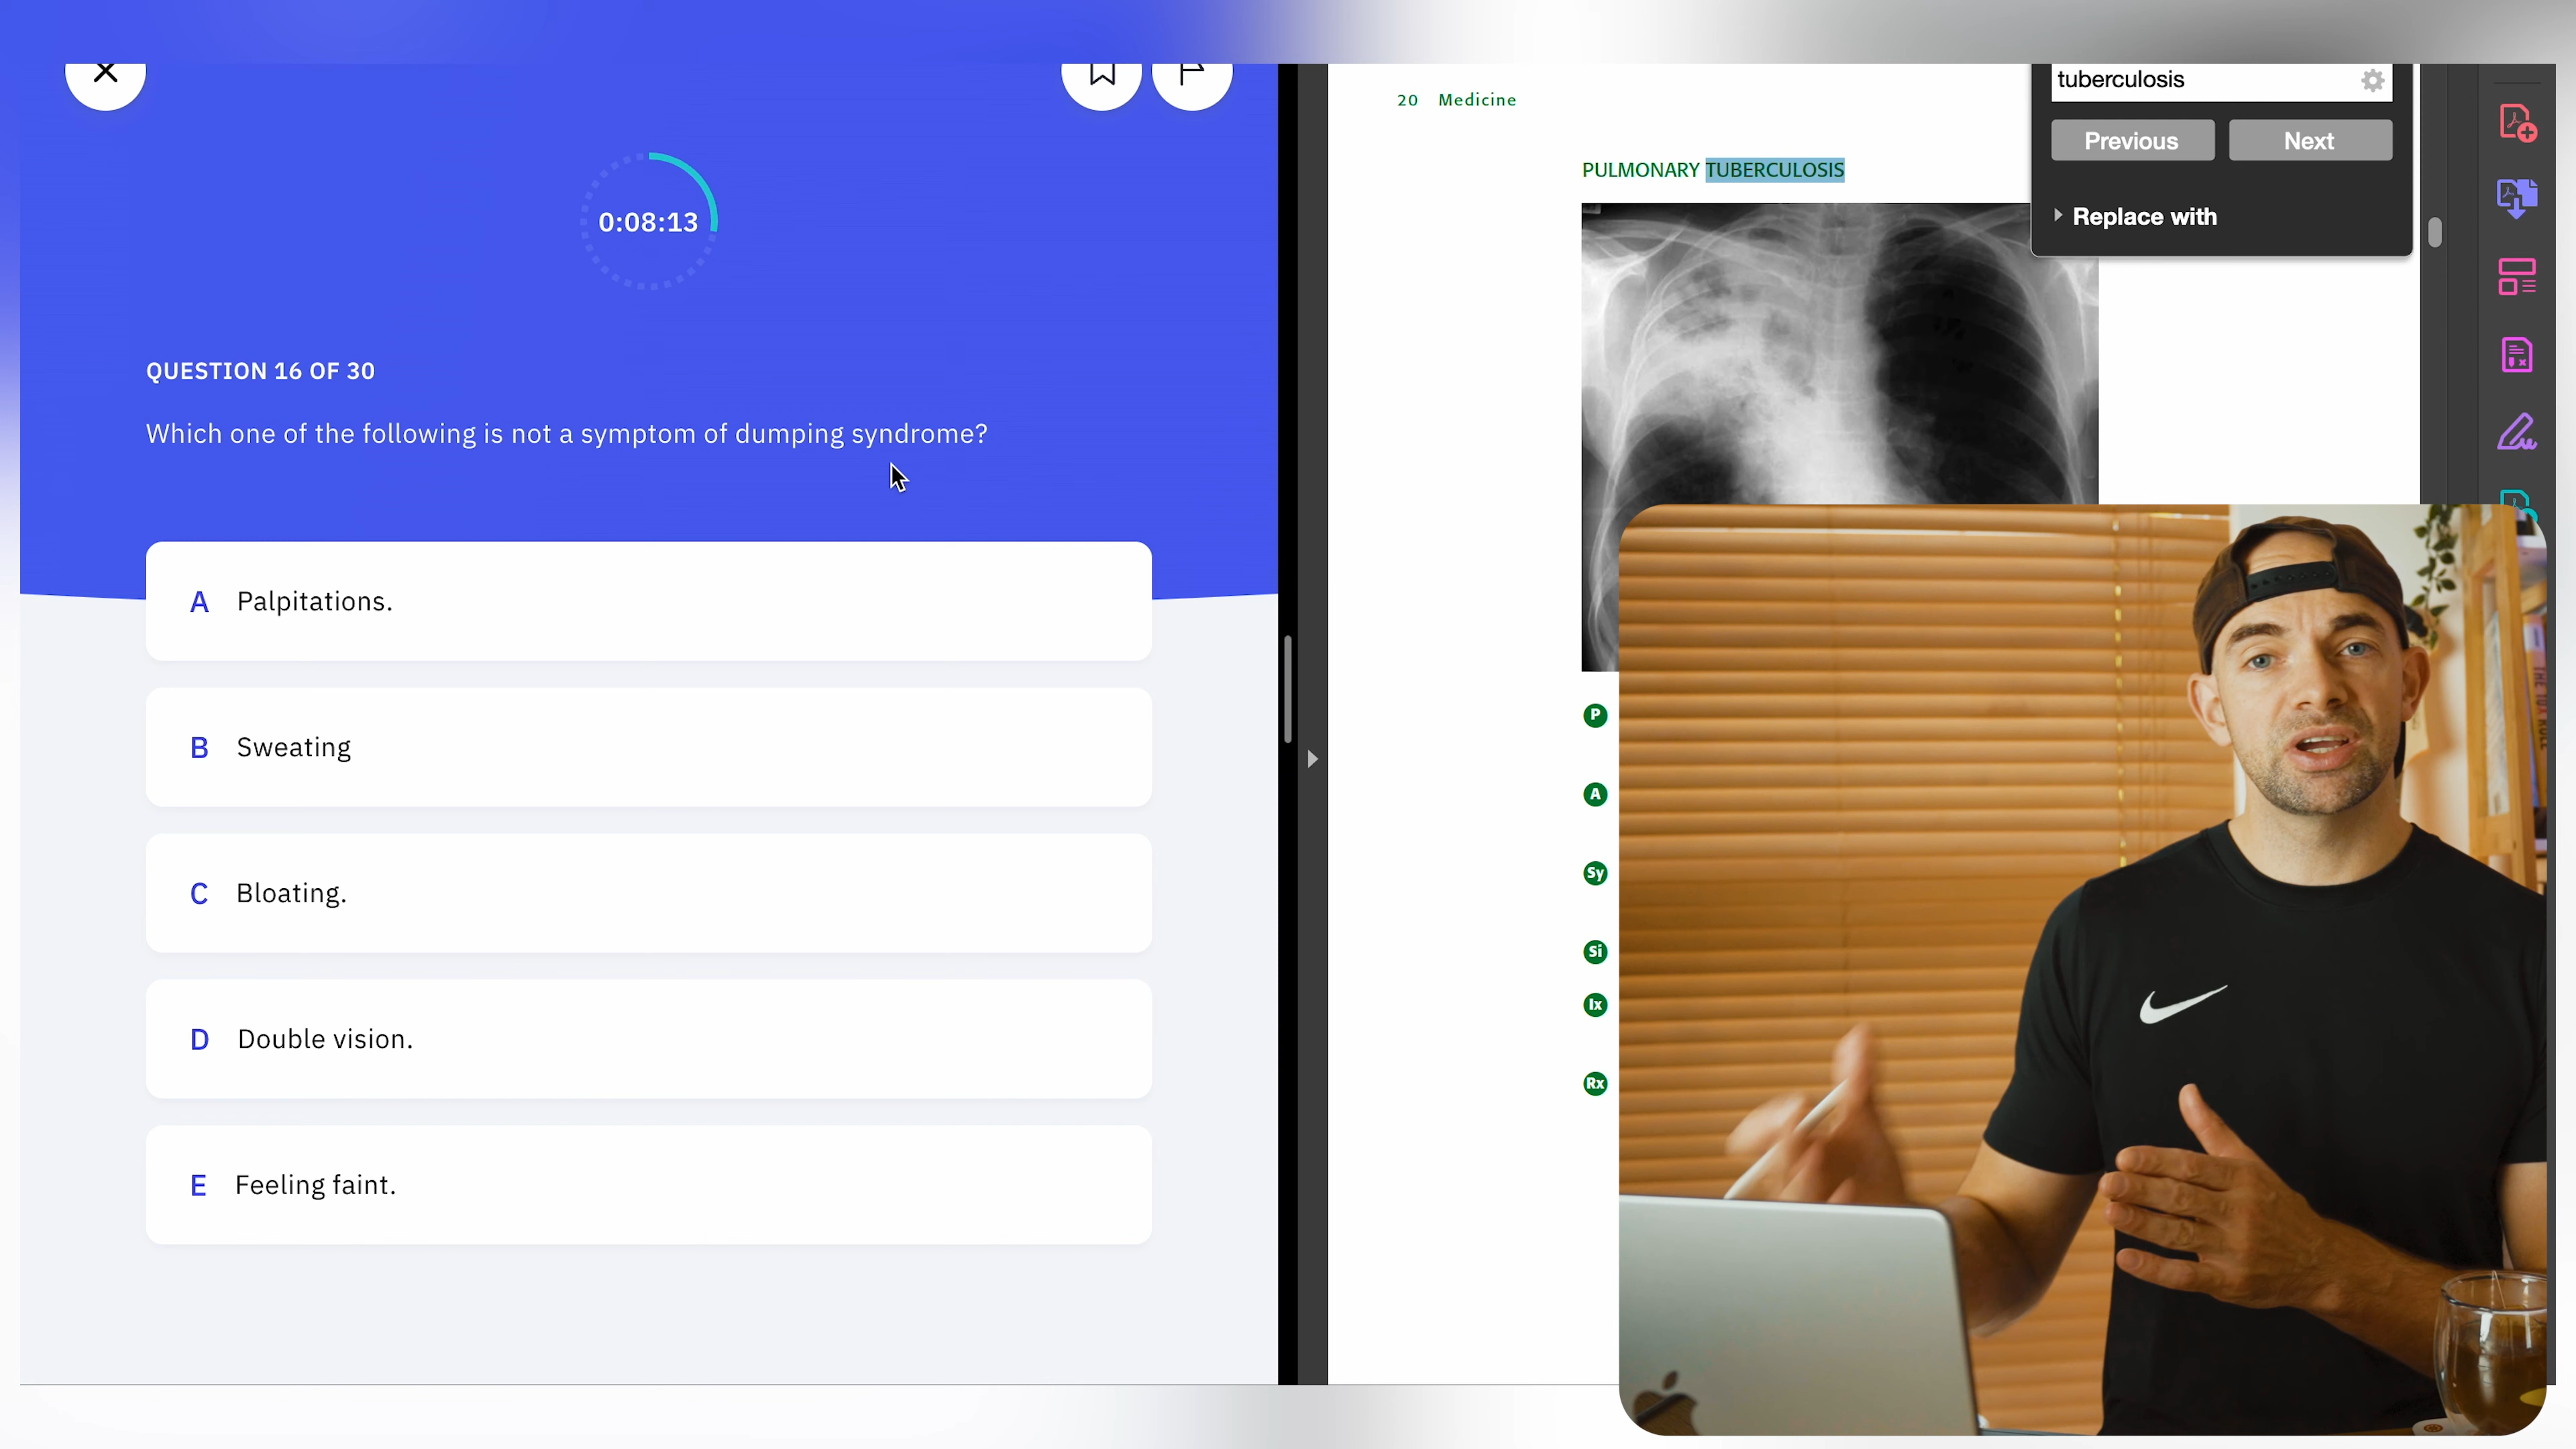 0:08:13
QUESTION 16 OF 30
Which one of the following is not a symptom of dumping syndrome?
A Palpitations.
B Sweating
C Bloating.
D Double vision.
E Feeling faint.
20 Medicine
PULMONARY TUBERCULOSIS
P
A
Sy
Si
Ix
Rx
tuberculosis
Previous Next
Replace with